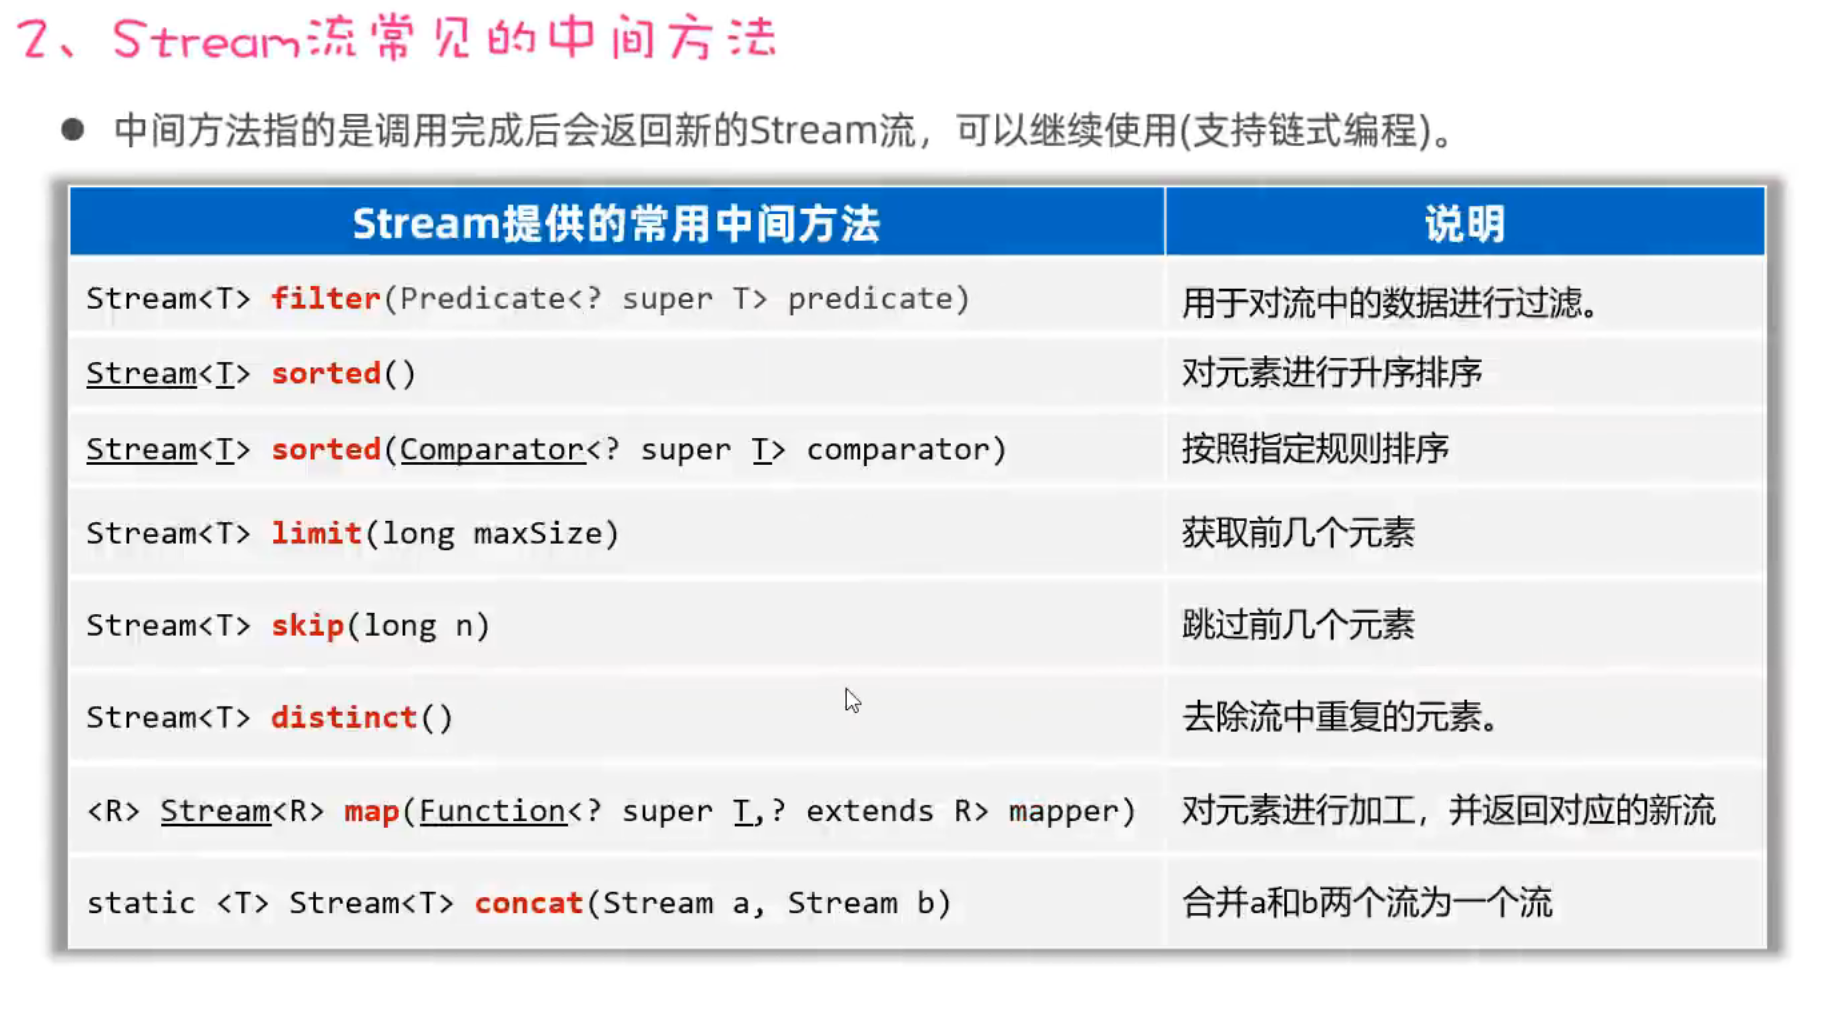 2、Stream流常见的中间方法
● 中间方法指的是调用完成后会返回新的Stream流，可以继续使用(支持链式编程)。
Stream提供的常用中间方法 说明
Stream<T> filter(Predicate<? super T> predicate) 用于对流中的数据进行过滤。
Stream<T> sorted() 对元素进行升序排序
Stream<T> sorted(Comparator<? super T> comparator) 按照指定规则排序
Stream<T> limit(long maxSize) 获取前几个元素
Stream<T> skip(long n) 跳过前几个元素
Stream<T> distinct() 去除流中重复的元素。
<R> Stream<R> map(Function<? super T,? extends R> mapper) 对元素进行加工，并返回对应的新流
static <T> Stream<T> concat(Stream a, Stream b) 合并a和b两个流为一个流